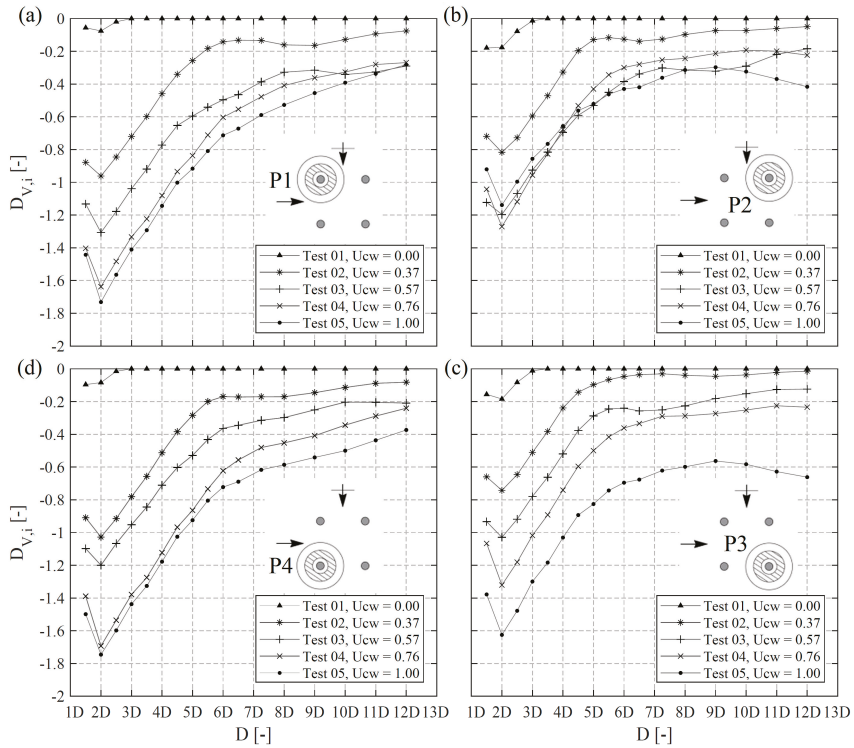 (a)
(b)
0
-0.2
-0.4
-0.6
-0.8
-1
-1.2
-1.4
-1.6
-1.8
-2
D_V,i [-]
P1
P2
Test 01, Ucw = 0.00
Test 02, Ucw = 0.37
Test 03, Ucw = 0.57
Test 04, Ucw = 0.76
Test 05, Ucw = 1.00
Test 01, Ucw = 0.00
Test 02, Ucw = 0.37
Test 03, Ucw = 0.57
Test 04, Ucw = 0.76
Test 05, Ucw = 1.00
(d)
(c)
0
-0.2
-0.4
-0.6
-0.8
-1
-1.2
-1.4
-1.6
-1.8
-2
D_V,i [-]
P4
P3
Test 01, Ucw = 0.00
Test 02, Ucw = 0.37
Test 03, Ucw = 0.57
Test 04, Ucw = 0.76
Test 05, Ucw = 1.00
Test 01, Ucw = 0.00
Test 02, Ucw = 0.37
Test 03, Ucw = 0.57
Test 04, Ucw = 0.76
Test 05, Ucw = 1.00
1D 2D 3D 4D 5D 6D 7D 8D 9D 10D 11D 12D 13D
1D 2D 3D 4D 5D 6D 7D 8D 9D 10D 11D 12D 13D
D [-]
D [-]